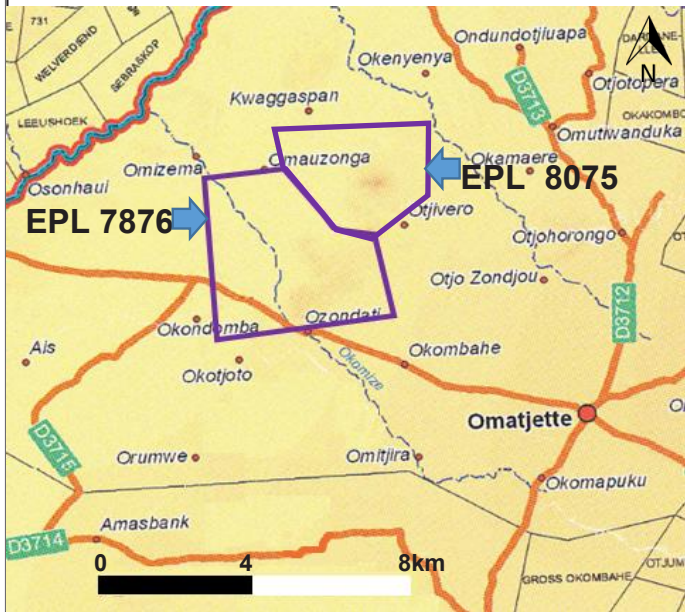 731
WELVERDIEND
SEBRASKOP
LEEUSHOEK
Ondundotjiuapa
Okenyenya
D3713
N
Otjotopera
Kwaggaspan
OKAKOMBO
Omutiwanduka
Omizema
Omauzonga
Okamaere
EPL 8075
Osonhaui
EPL 7876
Otjivero
Otjohorongo
Otjo Zondjou
D3712
Ozondati
Okondomba
Ais
Okotjoto
Okomize
Okombahe
Omatjette
D3715
Orumwe
Omitjira
Okomapuku
Amasbank
D3714
0 4 8km
GROSS OKOMBAHE
OTJUM